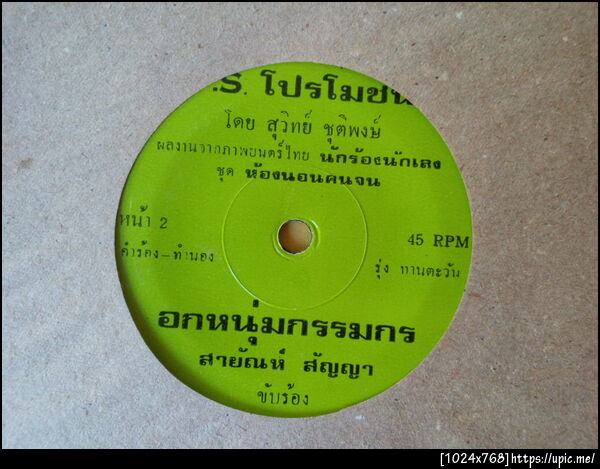 .S. โปรโมชั่น
โดย สุวิทย์ ชุติพงษ์
ผลงานจากภาพยนตร์ไทย นักร้องนักเลง
ชุด ห้องนอนคนจน
หน้า 2
45 RPM
คำร้อง - ทำนอง รุ่ง ทานตะวัน
อกหนุ่มกรรมกร
สายัณห์ สัญญา
ขับร้อง
[1024x768]https://upic.me/